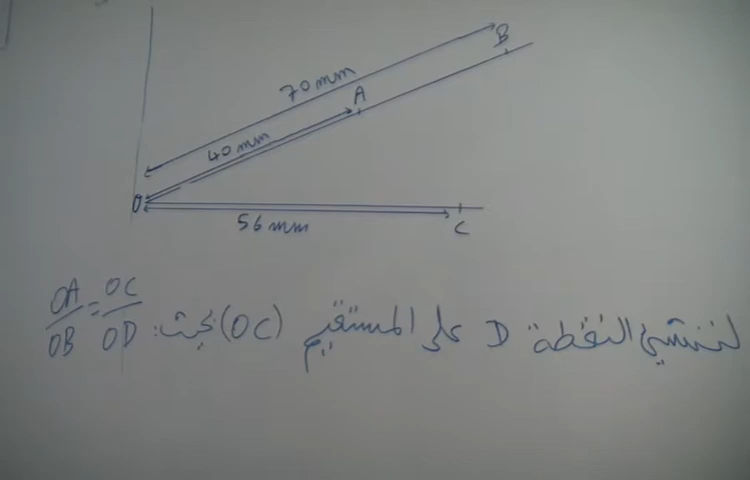 B
70 mm
A
40 mm
O
56 mm
C
لننشئ النقطة D على المستقيم (OC) بحيث: OA/OB = OC/OD